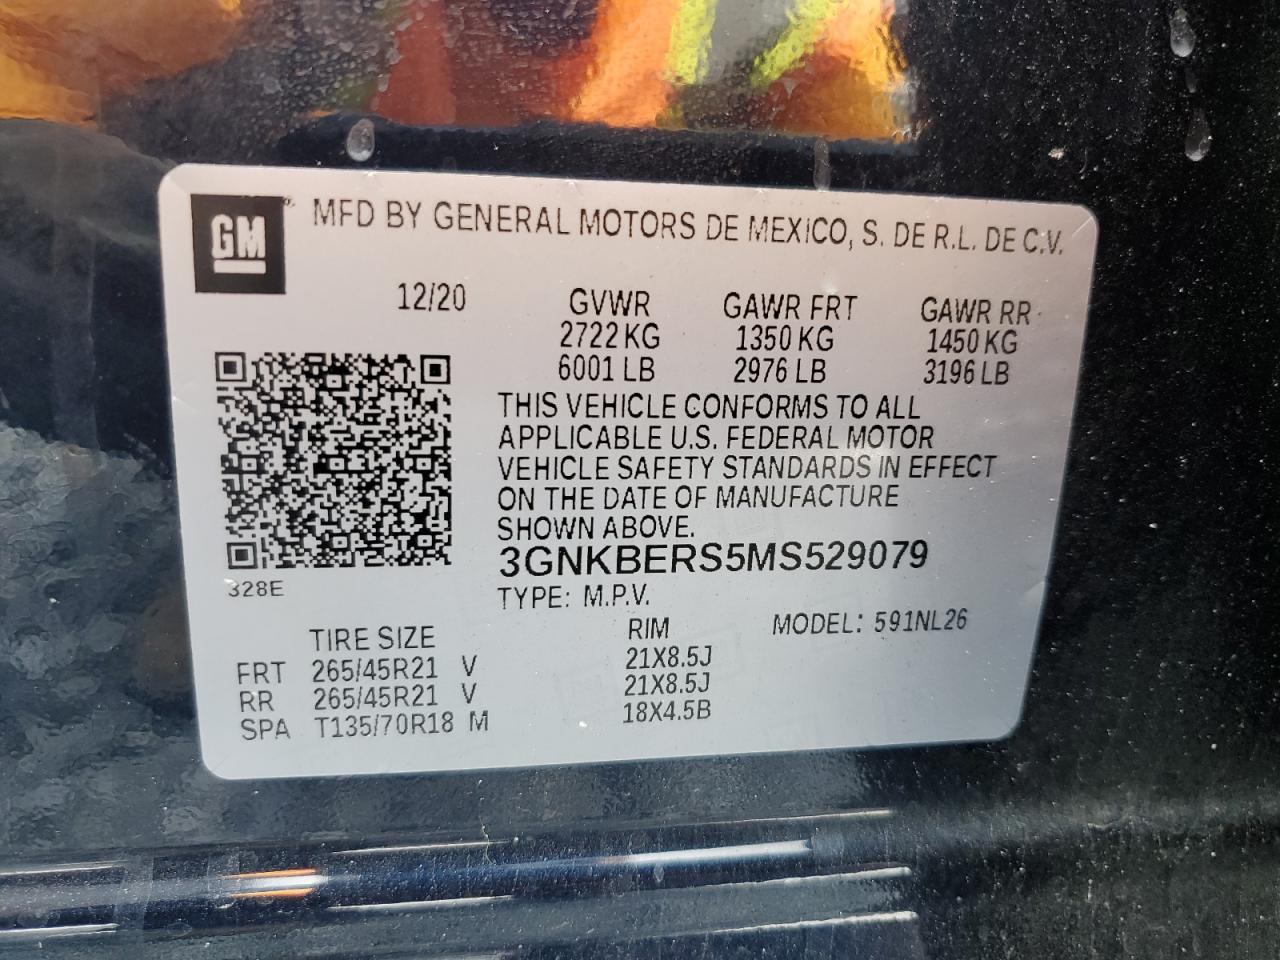 GM MFD BY GENERAL MOTORS DE MEXICO, S. DE R.L. DE C.V.
12/20 GVWR GAWR FRT GAWR RR
2722 KG 1350 KG 1450 KG
6001 LB 2976 LB 3196 LB
THIS VEHICLE CONFORMS TO ALL
APPLICABLE U.S. FEDERAL MOTOR
VEHICLE SAFETY STANDARDS IN EFFECT
ON THE DATE OF MANUFACTURE
SHOWN ABOVE.
3GNKBERS5MS529079
328E
TYPE: M.P.V.
TIRE SIZE RIM MODEL: 591NL26
FRT 265/45R21 V 21X8.5J
RR 265/45R21 V 21X8.5J
SPA T135/70R18 M 18X4.5B